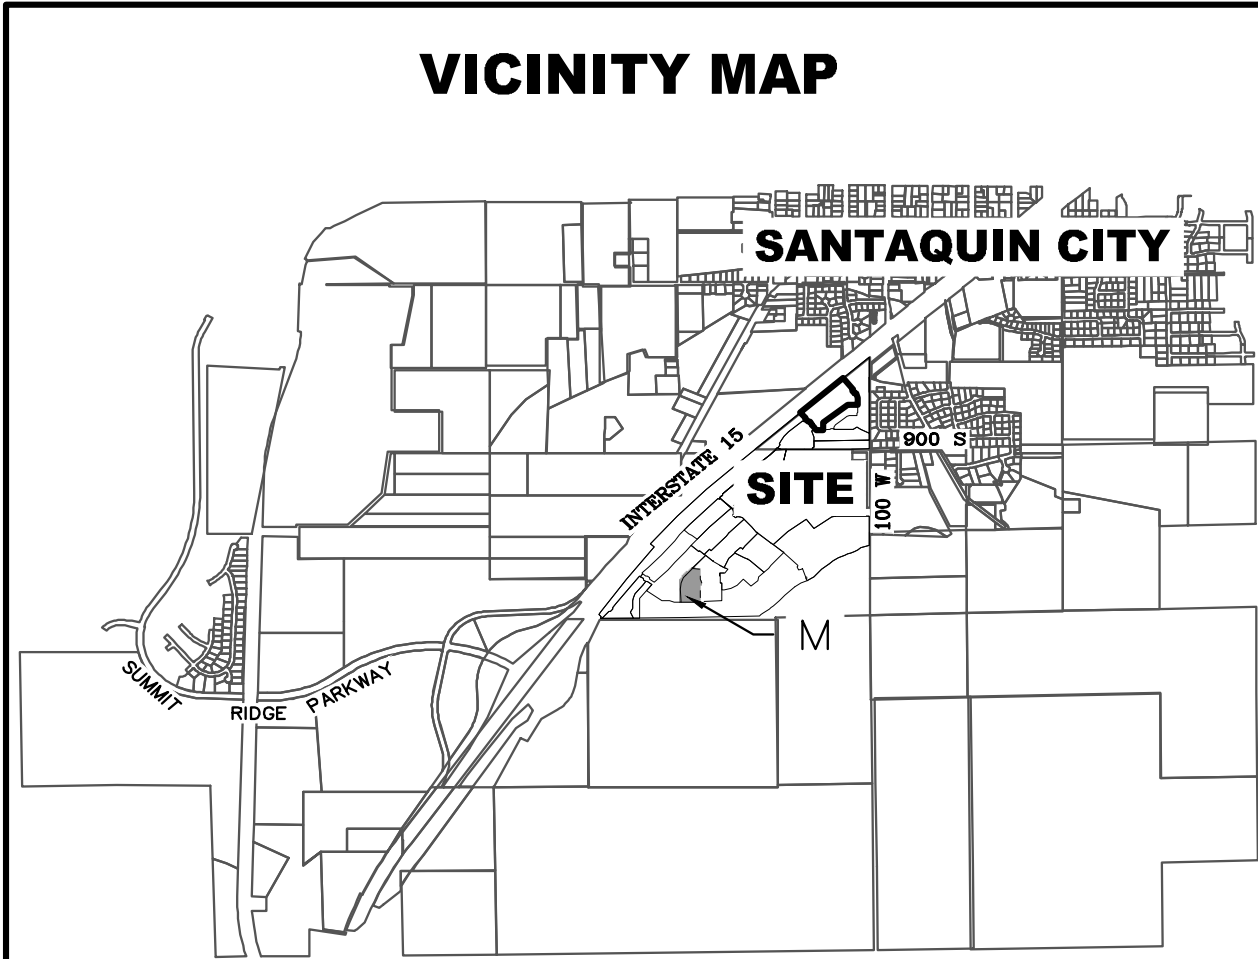 VICINITY MAP
SANTAQUIN CITY
INTERSTATE 15
900 S
SITE
100 W
M
SUMMIT
RIDGE
PARKWAY